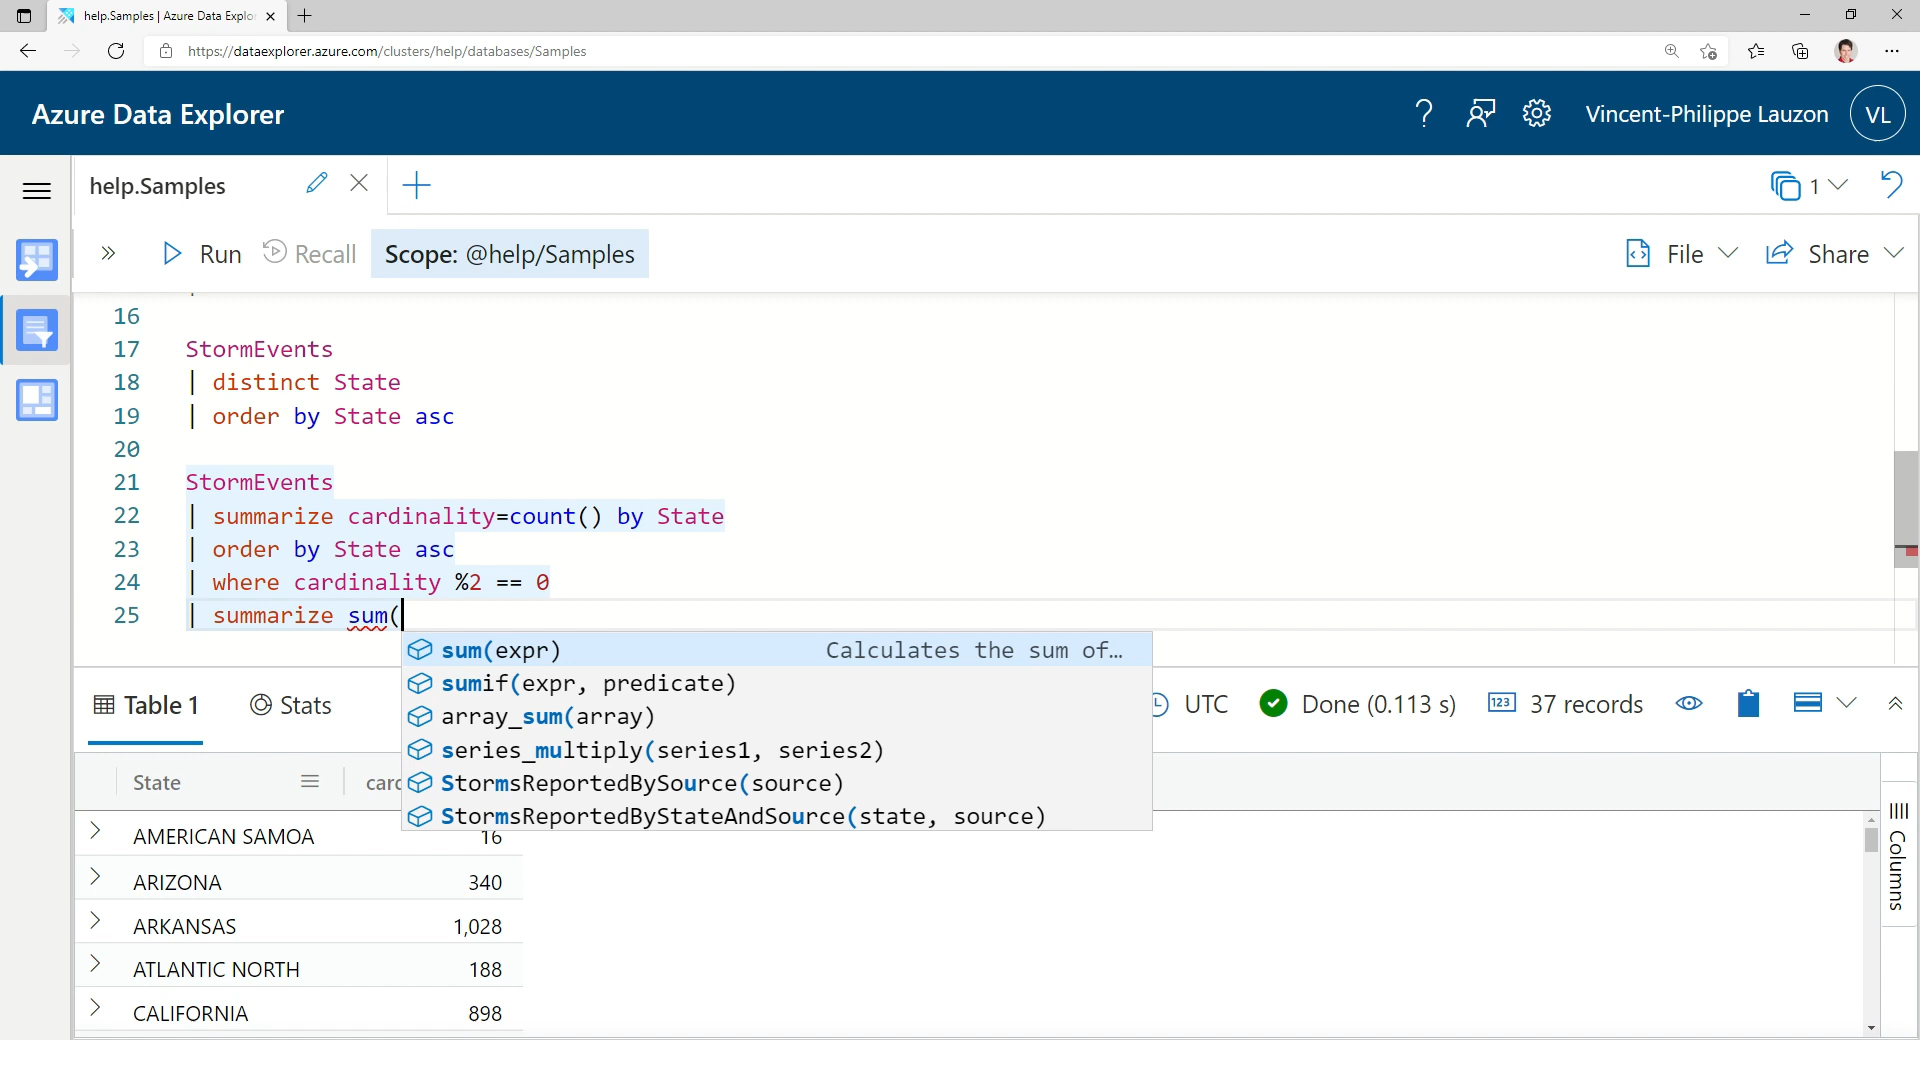 help.Samples | Azure Data Explo
https://dataexplorer.azure.com/clusters/help/databases/Samples
Azure Data Explorer
Vincent-Philippe Lauzon
VL
help.Samples
1
Run
Recall
Scope: @help/Samples
File
Share
16
17 StormEvents
18 | distinct State
19 | order by State asc
20
21 StormEvents
22 | summarize cardinality=count() by State
23 | order by State asc
24 | where cardinality %2 == 0
25 | summarize sum(
sum(expr) Calculates the sum of…
sumif(expr, predicate)
array_sum(array)
series_multiply(series1, series2)
StormsReportedBySource(source)
StormsReportedByStateAndSource(state, source)
Table 1
Stats
UTC
Done (0.113 s)
123
37 records
State
card
AMERICAN SAMOA 16
ARIZONA 340
ARKANSAS 1,028
ATLANTIC NORTH 188
CALIFORNIA 898
Columns